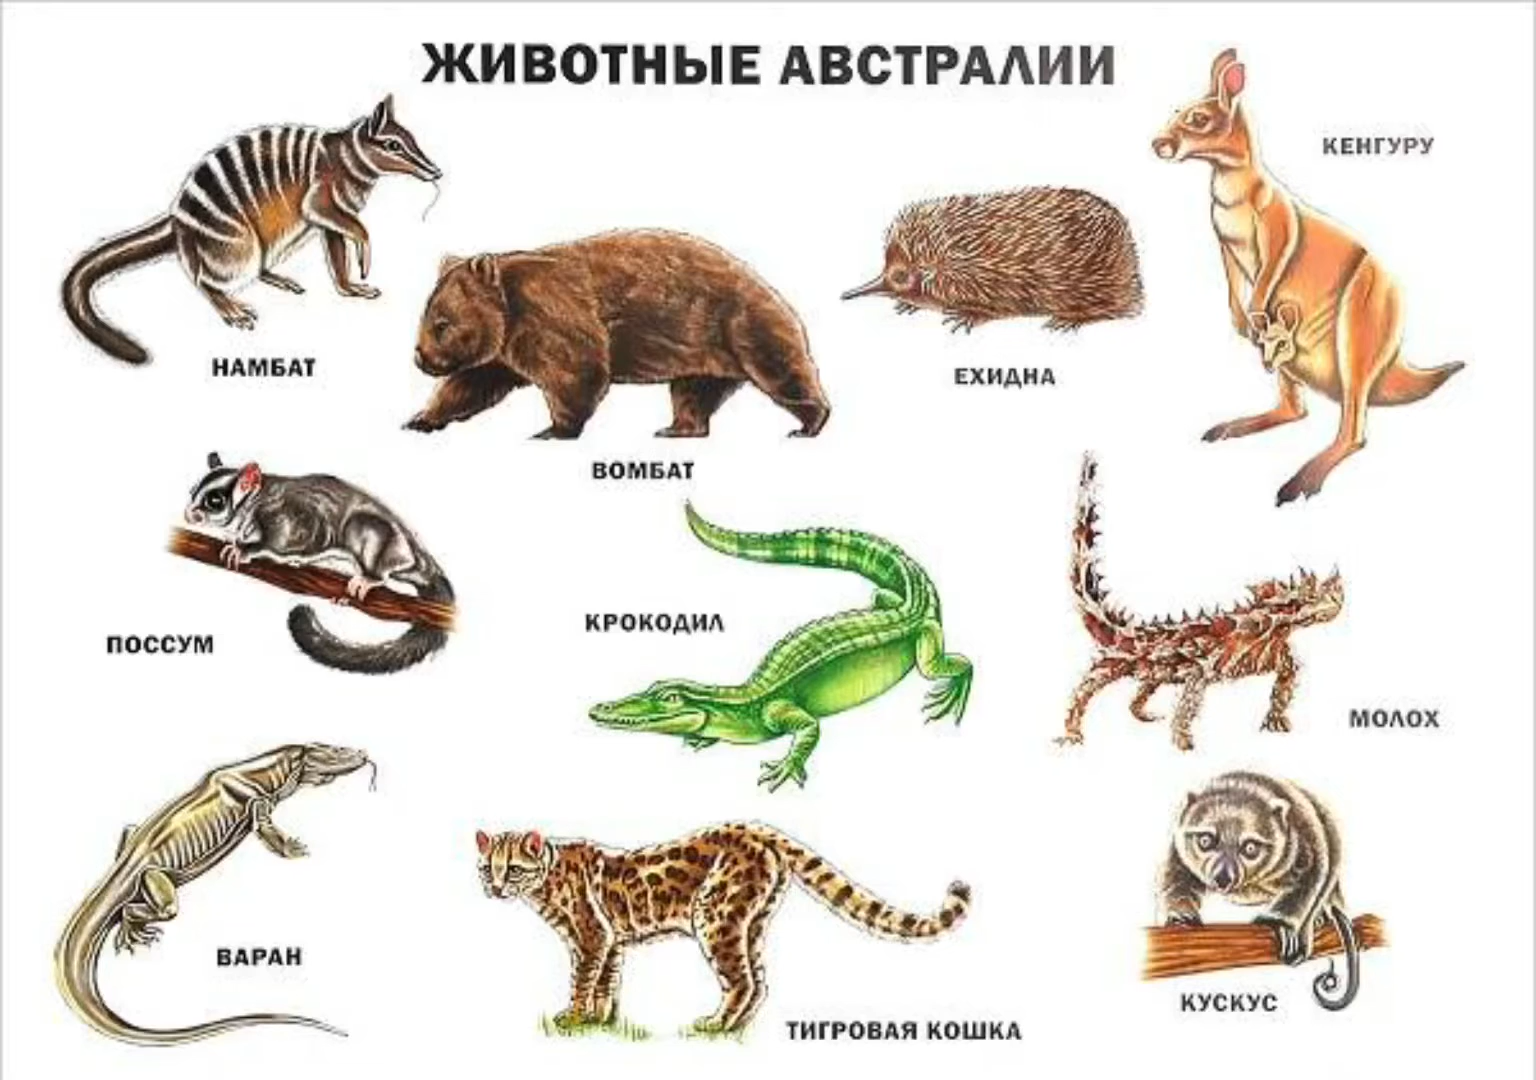 ЖИВОТНЫЕ АВСТРАЛИИ
КЕНГУРУ
НАМБАТ
ЕХИДНА
ВОМБАТ
КРОКОДИЛ
ПОССУМ
МОЛОХ
ВАРАН
КУСКУС
ТИГРОВАЯ КОШКА